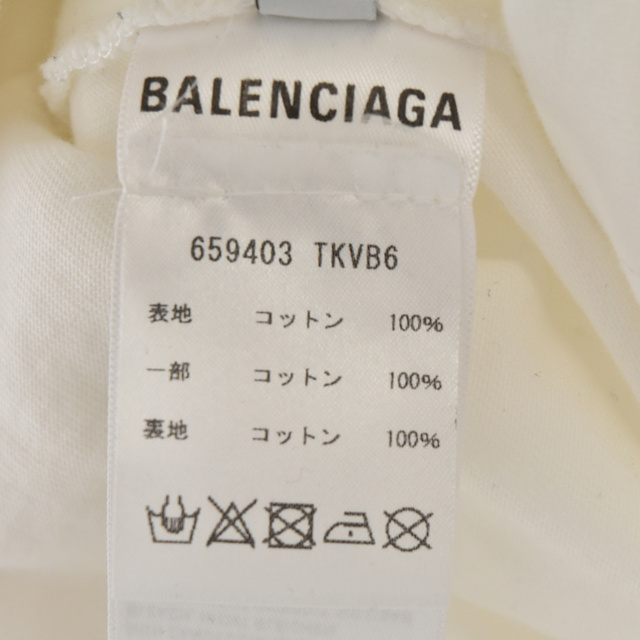 BALENCIAGA
659403 TKVB6
表地 コットン 100%
一部 コットン 100%
裏地 コットン 100%